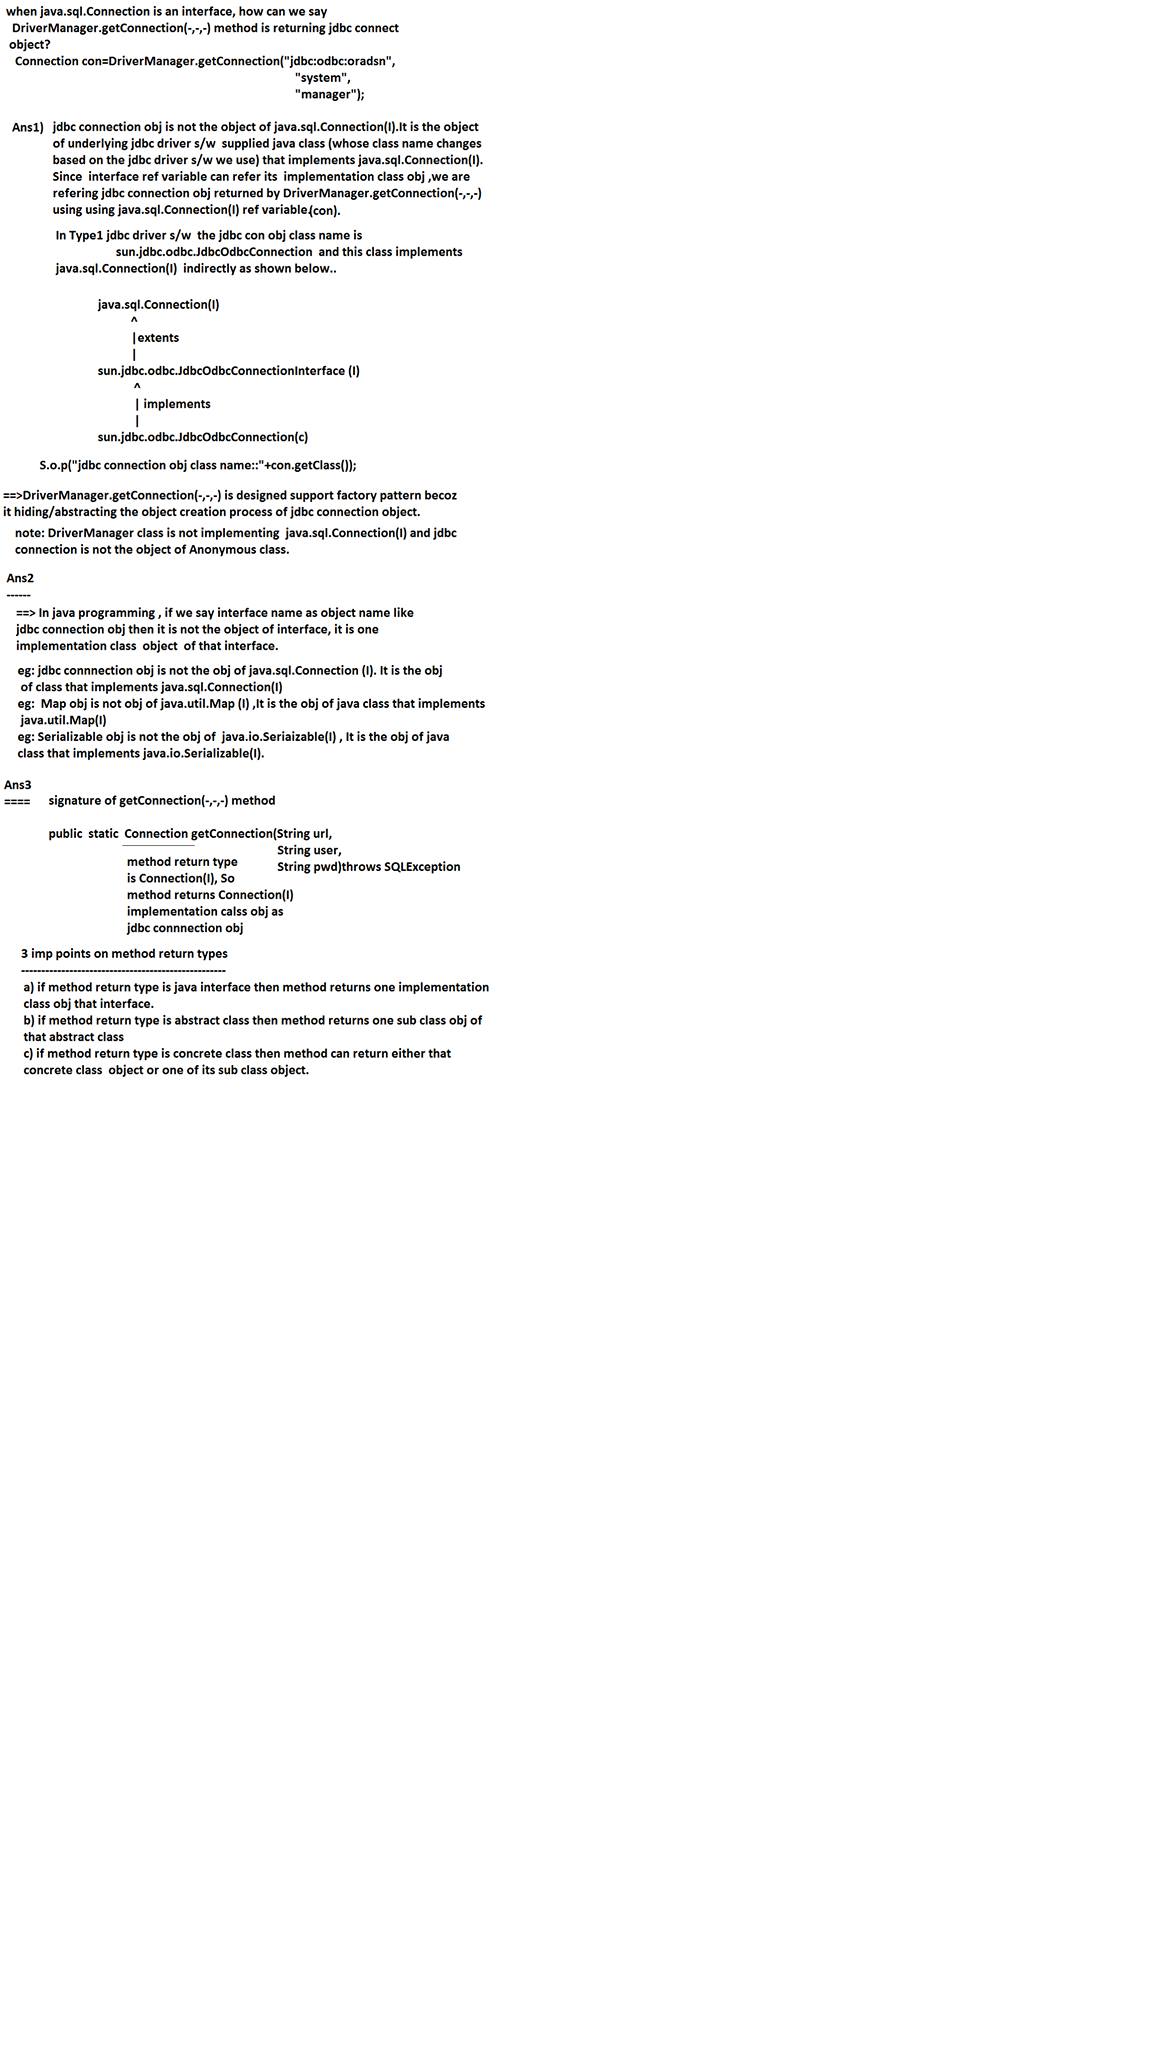 when java.sql.Connection is an interface, how can we say
DriverManager.getConnection(-,-,-) method is returning jdbc connect
object?
Connection con=DriverManager.getConnection("jdbc:odbc:oradsn",
"system",
"manager");
Ans1) jdbc connection obj is not the object of java.sql.Connection(I).It is the object
of underlying jdbc driver s/w supplied java class (whose class name changes
based on the jdbc driver s/w we use) that implements java.sql.Connection(I).
Since interface ref variable can refer its implementation class obj ,we are
refering jdbc connection obj returned by DriverManager.getConnection(-,-,-)
using using java.sql.Connection(I) ref variable(con).
In Type1 jdbc driver s/w the jdbc con obj class name is
sun.jdbc.odbc.JdbcOdbcConnection and this class implements
java.sql.Connection(I) indirectly as shown below..
java.sql.Connection(I)
^
|extents
|
sun.jdbc.odbc.JdbcOdbcConnectionInterface (I)
^
| implements
|
sun.jdbc.odbc.JdbcOdbcConnection(c)
S.o.p("jdbc connection obj class name::"+con.getClass());
==>DriverManager.getConnection(-,-,-) is designed support factory pattern becoz
it hiding/abstracting the object creation process of jdbc connection object.
note: DriverManager class is not implementing java.sql.Connection(I) and jdbc
connection is not the object of Anonymous class.
Ans2
------
==> In java programming , if we say interface name as object name like
jdbc connection obj then it is not the object of interface, it is one
implementation class object of that interface.
eg: jdbc connnection obj is not the obj of java.sql.Connection (I). It is the obj
of class that implements java.sql.Connection(I)
eg: Map obj is not obj of java.util.Map (I) ,It is the obj of java class that implements
java.util.Map(I)
eg: Serializable obj is not the obj of java.io.Seriaizable(I) , It is the obj of java
class that implements java.io.Serializable(I).
Ans3
==== signature of getConnection(-,-,-) method
public static Connection getConnection(String url,
String user,
String pwd)throws SQLException
method return type
is Connection(I), So
method returns Connection(I)
implementation calss obj as
jdbc connnection obj
3 imp points on method return types
---------------------------------------------------
a) if method return type is java interface then method returns one implementation
class obj that interface.
b) if method return type is abstract class then method returns one sub class obj of
that abstract class
c) if method return type is concrete class then method can return either that
concrete class object or one of its sub class object.